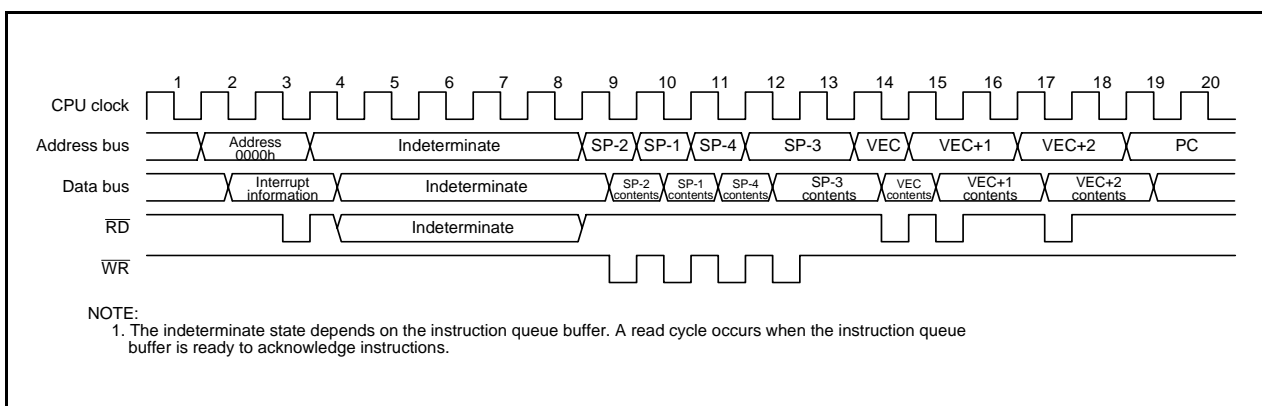 1 2 3 4 5 6 7 8 9 10 11 12 13 14 15 16 17 18 19 20
CPU clock
Address bus Address 0000h Indeterminate SP-2 SP-1 SP-4 SP-3 VEC VEC+1 VEC+2 PC
Data bus Interrupt information Indeterminate SP-2 contents SP-1 contents SP-4 contents SP-3 contents VEC contents VEC+1 contents VEC+2 contents
RD Indeterminate
WR
NOTE:
1. The indeterminate state depends on the instruction queue buffer. A read cycle occurs when the instruction queue
buffer is ready to acknowledge instructions.